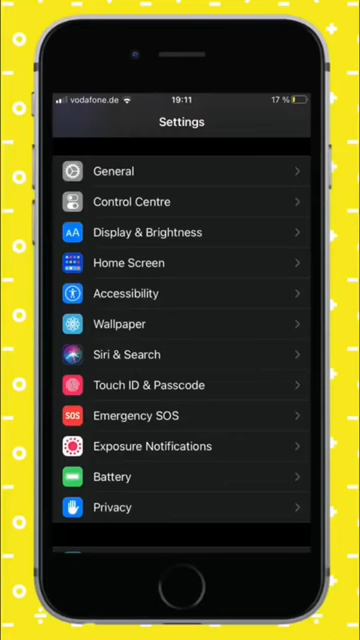 vodafone.de 19:11 17 %
Settings
General
Control Centre
AA Display & Brightness
Home Screen
Accessibility
Wallpaper
Siri & Search
Touch ID & Passcode
SOS Emergency SOS
Exposure Notifications
Battery
Privacy